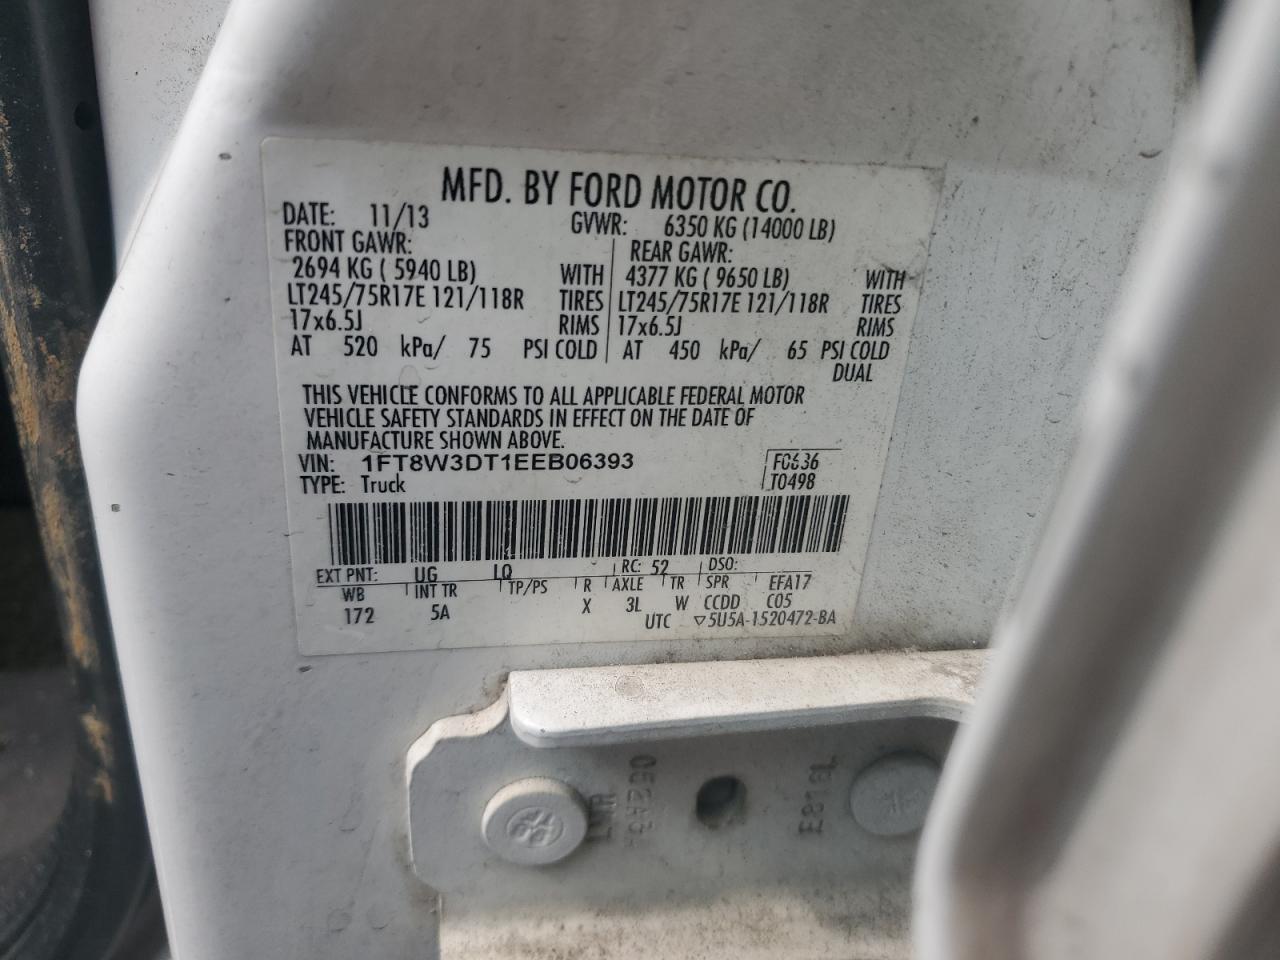 MFD. BY FORD MOTOR CO.
DATE: 11/13 GVWR: 6350 KG (14000 LB)
FRONT GAWR: REAR GAWR:
2694 KG ( 5940 LB) WITH 4377 KG ( 9650 LB) WITH
LT245/75R17E 121/118R TIRES LT245/75R17E 121/118R TIRES
17x6.5J RIMS 17x6.5J RIMS
AT 520 kPa/ 75 PSI COLD AT 450 kPa/ 65 PSI COLD
DUAL
THIS VEHICLE CONFORMS TO ALL APPLICABLE FEDERAL MOTOR
VEHICLE SAFETY STANDARDS IN EFFECT ON THE DATE OF
MANUFACTURE SHOWN ABOVE.
VIN: 1FT8W3DT1EEB06393 F0636
TYPE: Truck T0498
EXT PNT: UG LQ RC: 52 DSO:
WB INT TR TP/PS R AXLE TR SPR EFA17
172 5A X 3L W CCDD C05
UTC ▽5U5A-1520472-BA